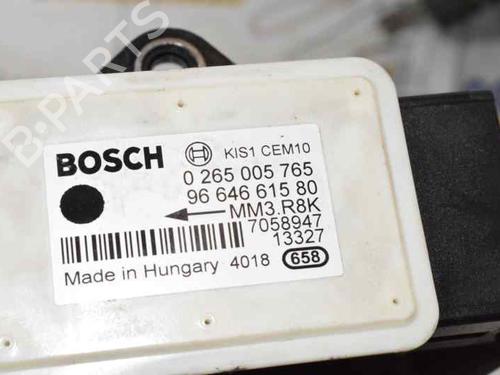 B-PARTS
BOSCH KIS1 CEM10
0 265 005 765
96 646 615 80
MM3.R8K
7058947
13327
Made in Hungary 4018 658